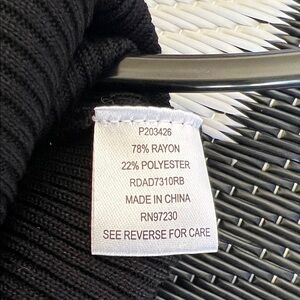 P203426
78% RAYON
22% POLYESTER
RDAD7310RB
MADE IN CHINA
RN97230
SEE REVERSE FOR CARE